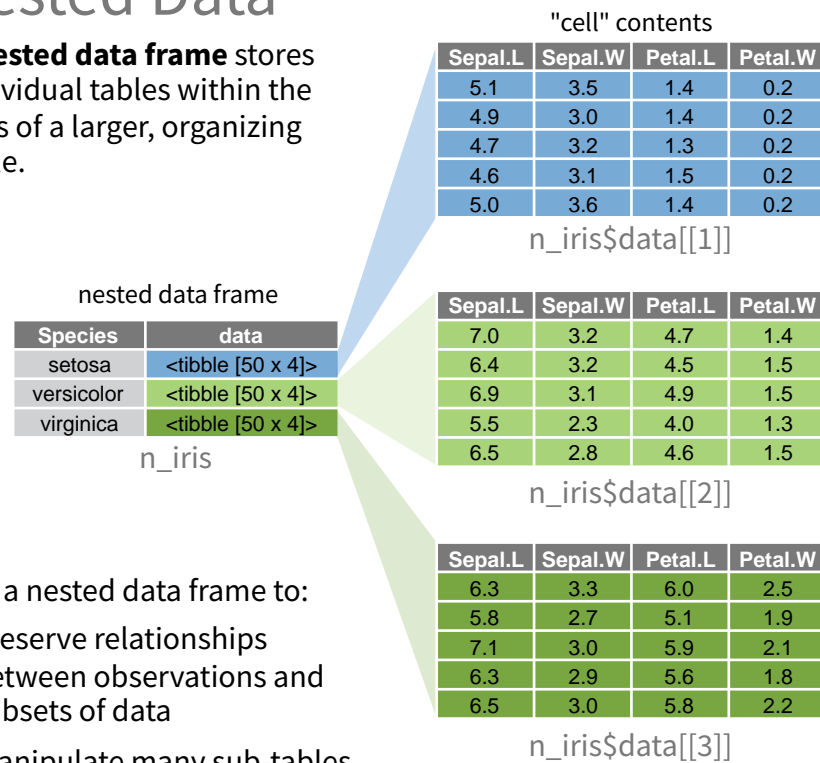 ested Data
ested data frame stores
ividual tables within the
s of a larger, organizing
e.
nested data frame
Species data
setosa <tibble [50 x 4]>
versicolor <tibble [50 x 4]>
virginica <tibble [50 x 4]>
n_iris
a nested data frame to:
reserve relationships
etween observations and
bsets of data
anipulate many sub-tables
"cell" contents
Sepal.L Sepal.W Petal.L Petal.W
5.1 3.5 1.4 0.2
4.9 3.0 1.4 0.2
4.7 3.2 1.3 0.2
4.6 3.1 1.5 0.2
5.0 3.6 1.4 0.2
n_iris$data[[1]]
Sepal.L Sepal.W Petal.L Petal.W
7.0 3.2 4.7 1.4
6.4 3.2 4.5 1.5
6.9 3.1 4.9 1.5
5.5 2.3 4.0 1.3
6.5 2.8 4.6 1.5
n_iris$data[[2]]
Sepal.L Sepal.W Petal.L Petal.W
6.3 3.3 6.0 2.5
5.8 2.7 5.1 1.9
7.1 3.0 5.9 2.1
6.3 2.9 5.6 1.8
6.5 3.0 5.8 2.2
n_iris$data[[3]]